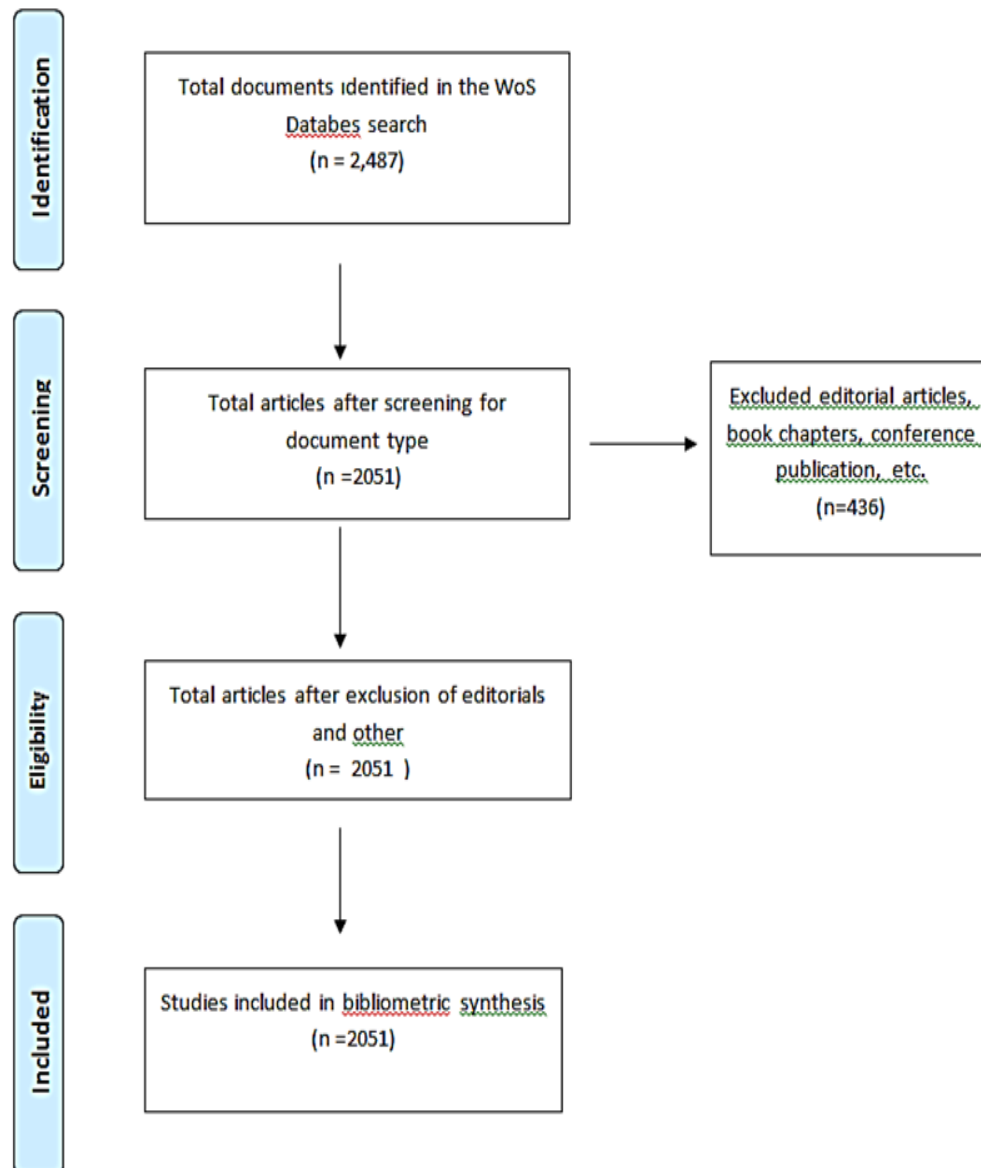 Identification
Total documents identified in the WoS
Databes search
(n = 2,487)
Screening
Total articles after screening for
document type
(n =2051)
Excluded editorial articles,
book chapters, conference
publication, etc.
(n=436)
Eligibility
Total articles after exclusion of editorials
and other
(n = 2051 )
Included
Studies included in bibliometric synthesis
(n =2051)